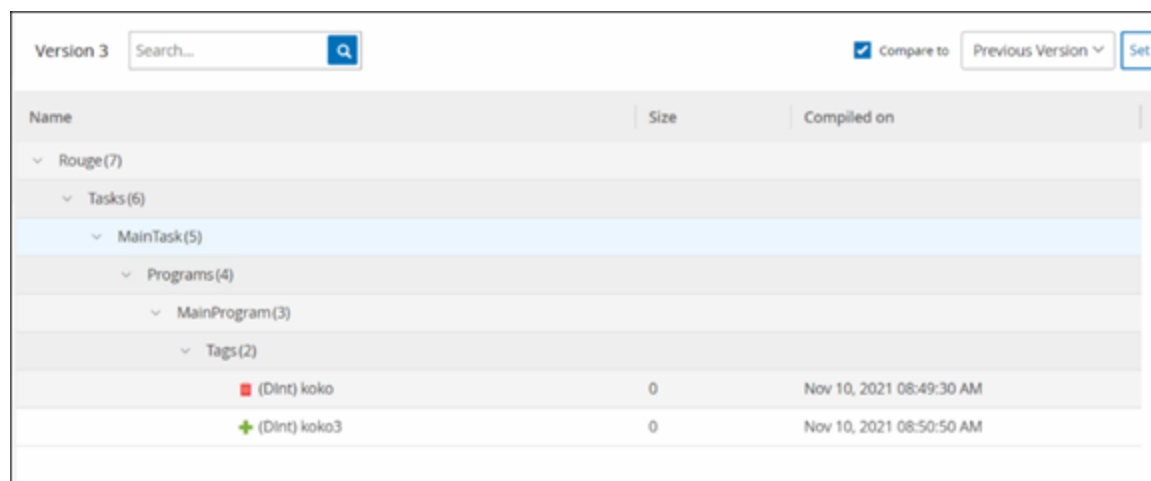 Version 3 Search... Compare to Previous Version Set
Name Size Compiled on
Rouge(7)
Tasks(6)
MainTask(5)
Programs(4)
MainProgram(3)
Tags(2)
(DInt) koko 0 Nov 10, 2021 08:49:30 AM
(DInt) koko3 0 Nov 10, 2021 08:50:50 AM